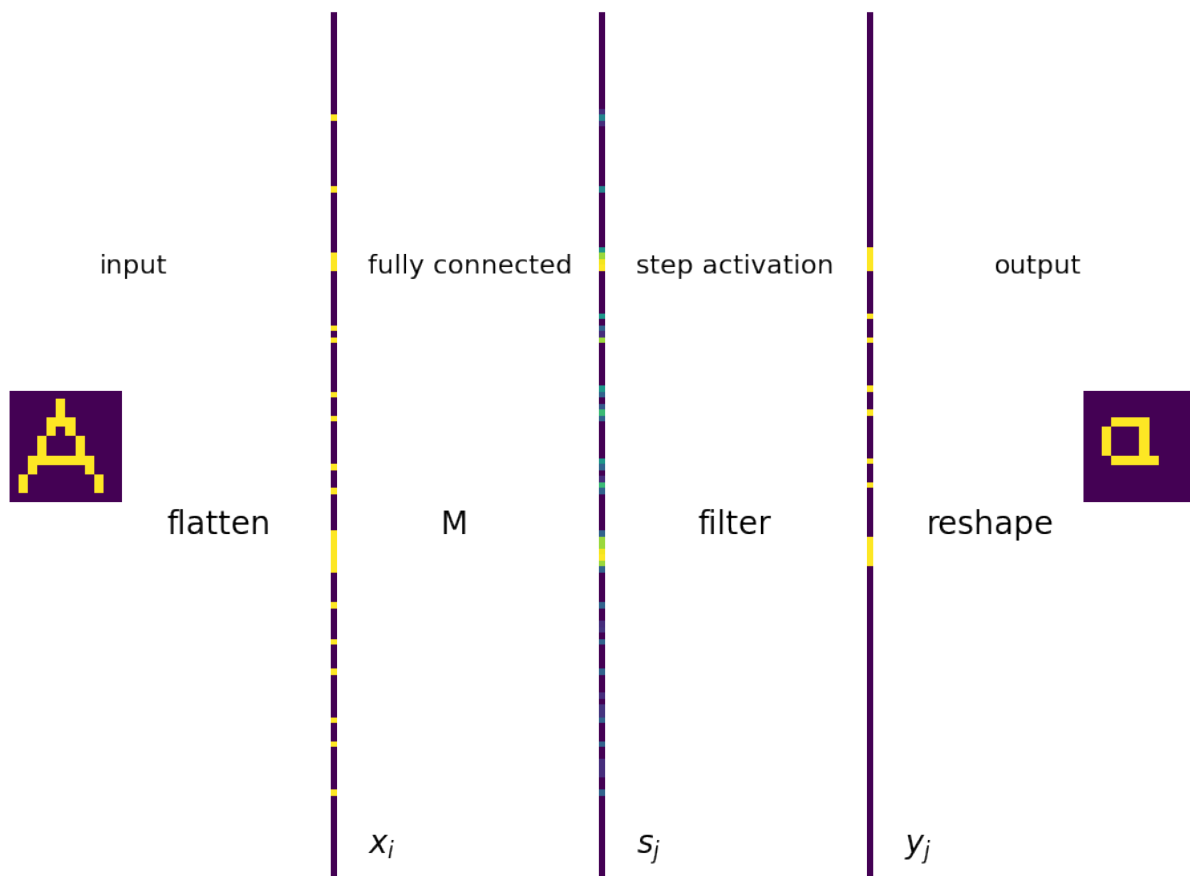 input
fully connected
step activation
output
A
a
flatten
M
filter
reshape
x_i
s_j
y_j